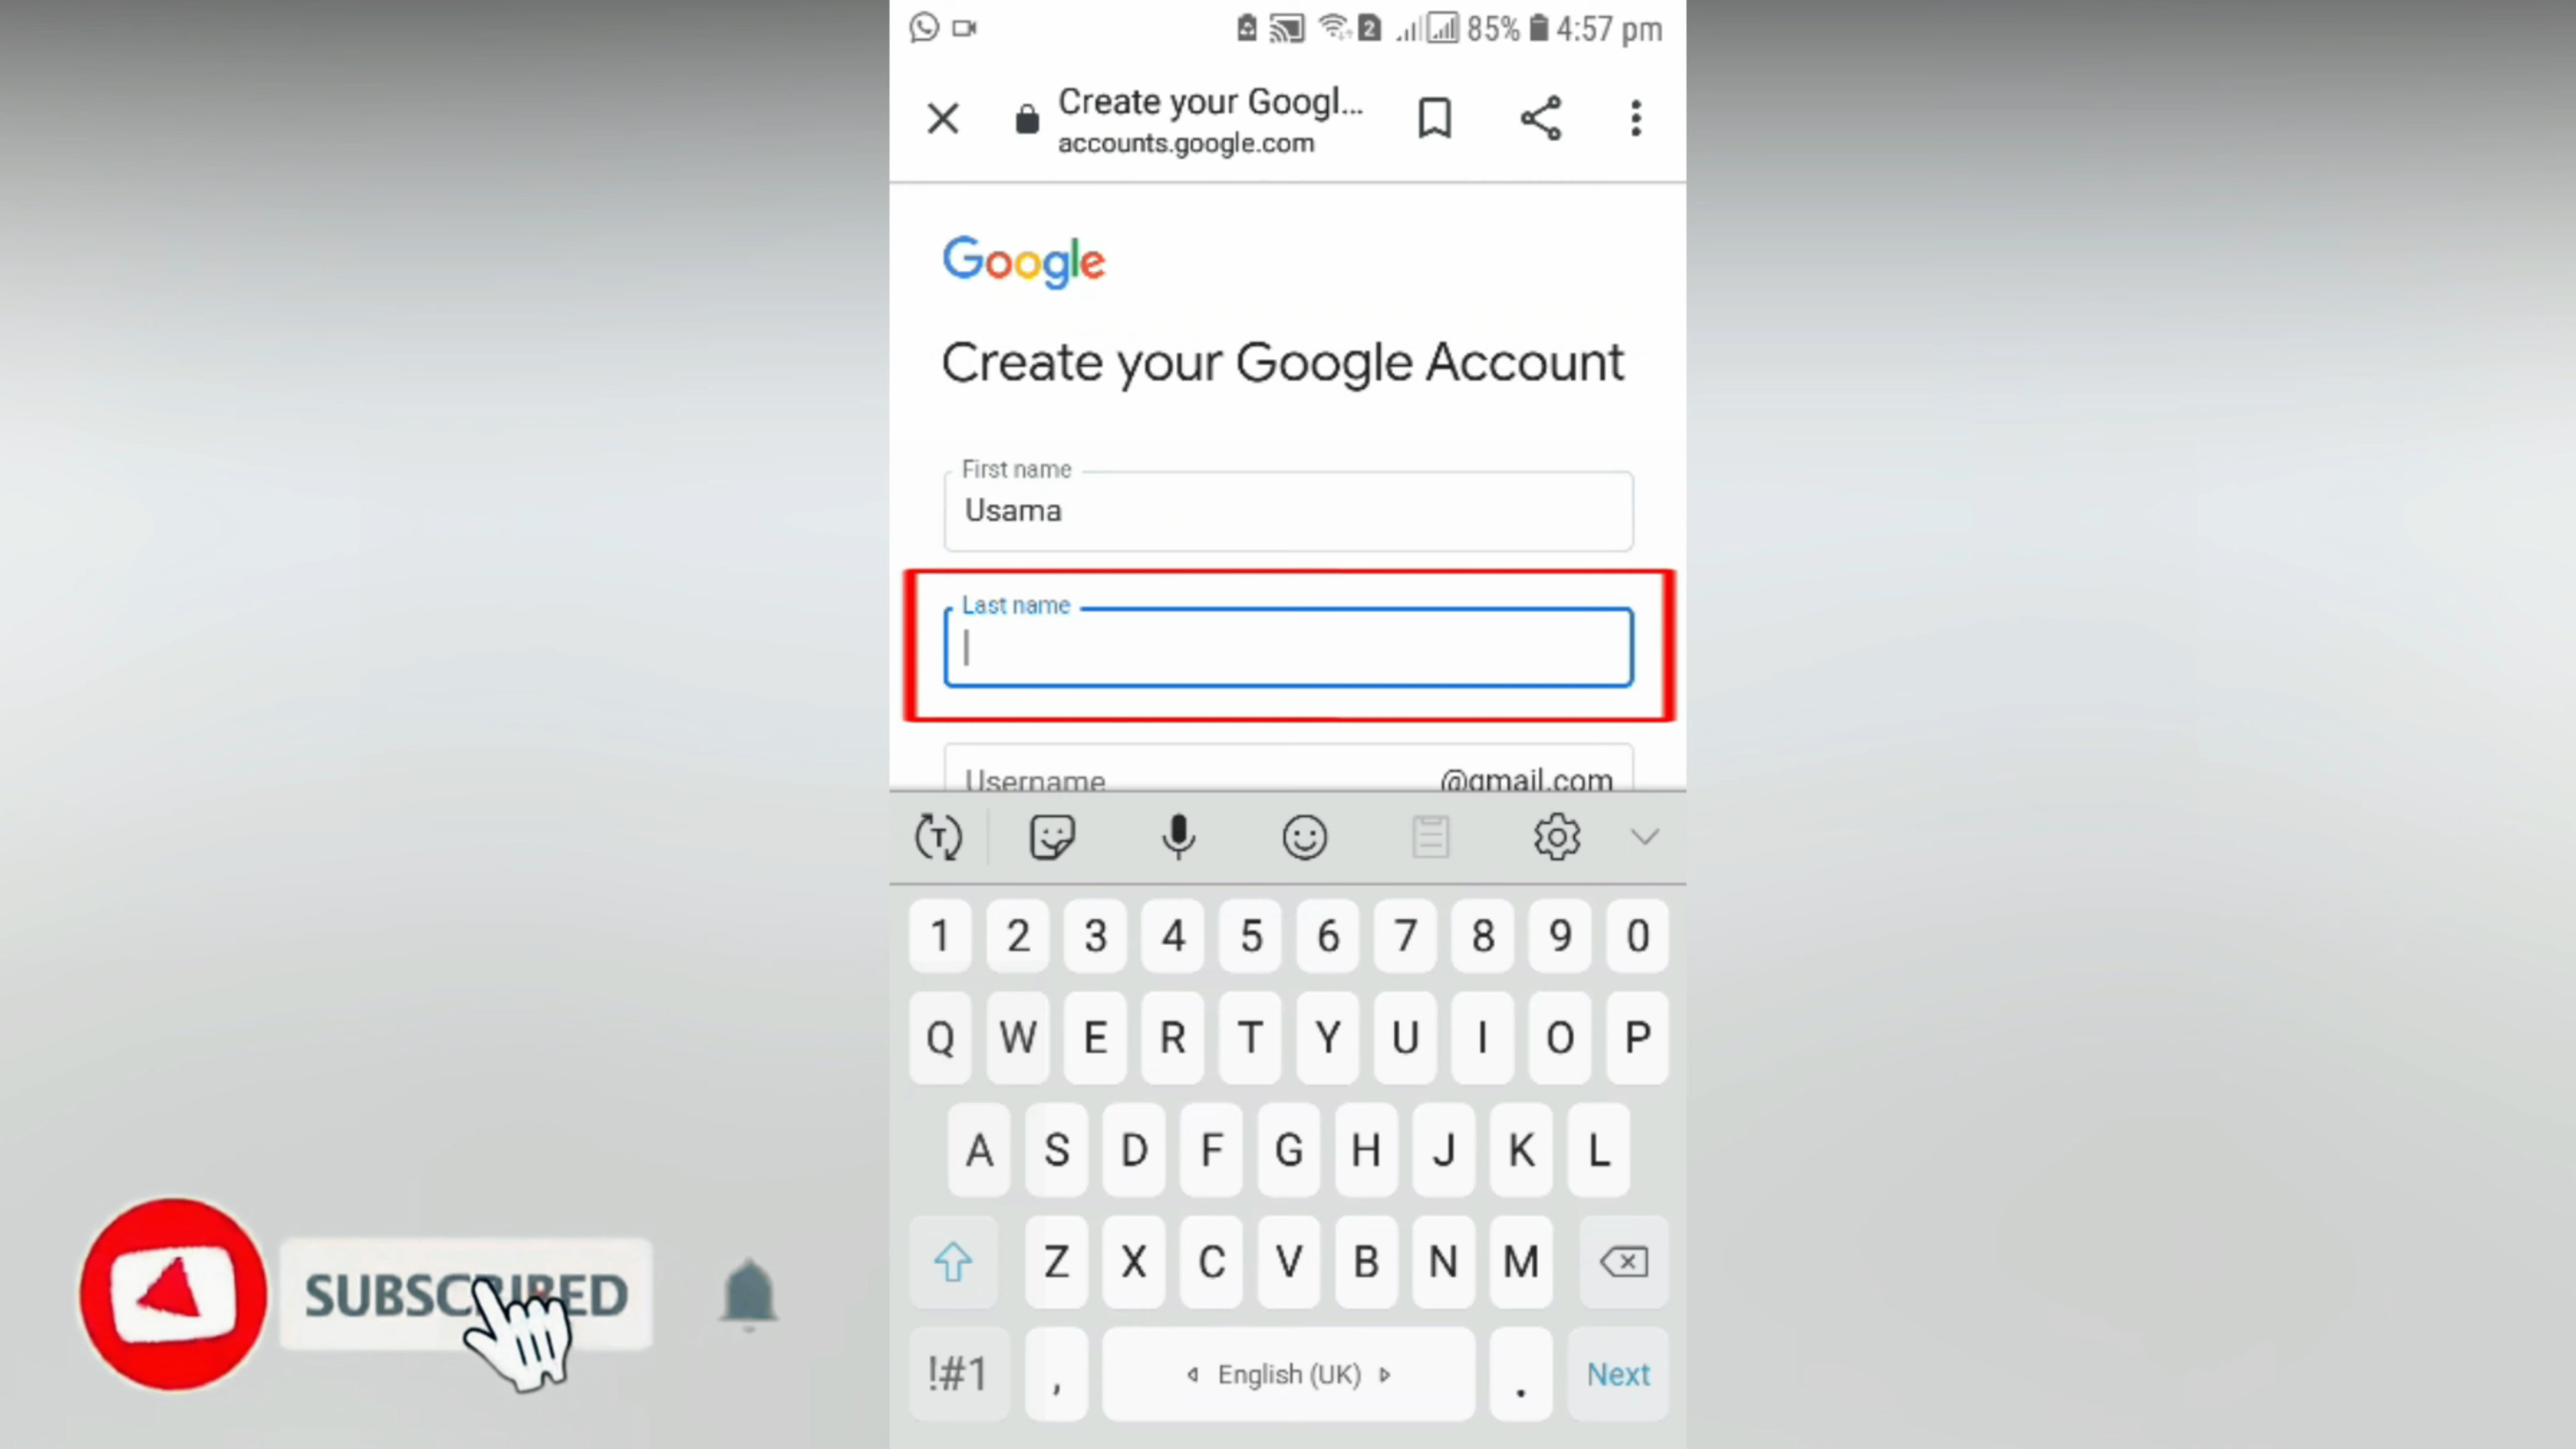 2 85% 4:57 pm
Create your Googl...
accounts.google.com
Google
Create your Google Account
First name
Usama
Last name
Username @gmail.com
T
1 2 3 4 5 6 7 8 9 0
Q W E R T Y U I O P
A S D F G H J K L
Z X C V B N M
!#1 , English (UK) . Next
SUBSCRIBED